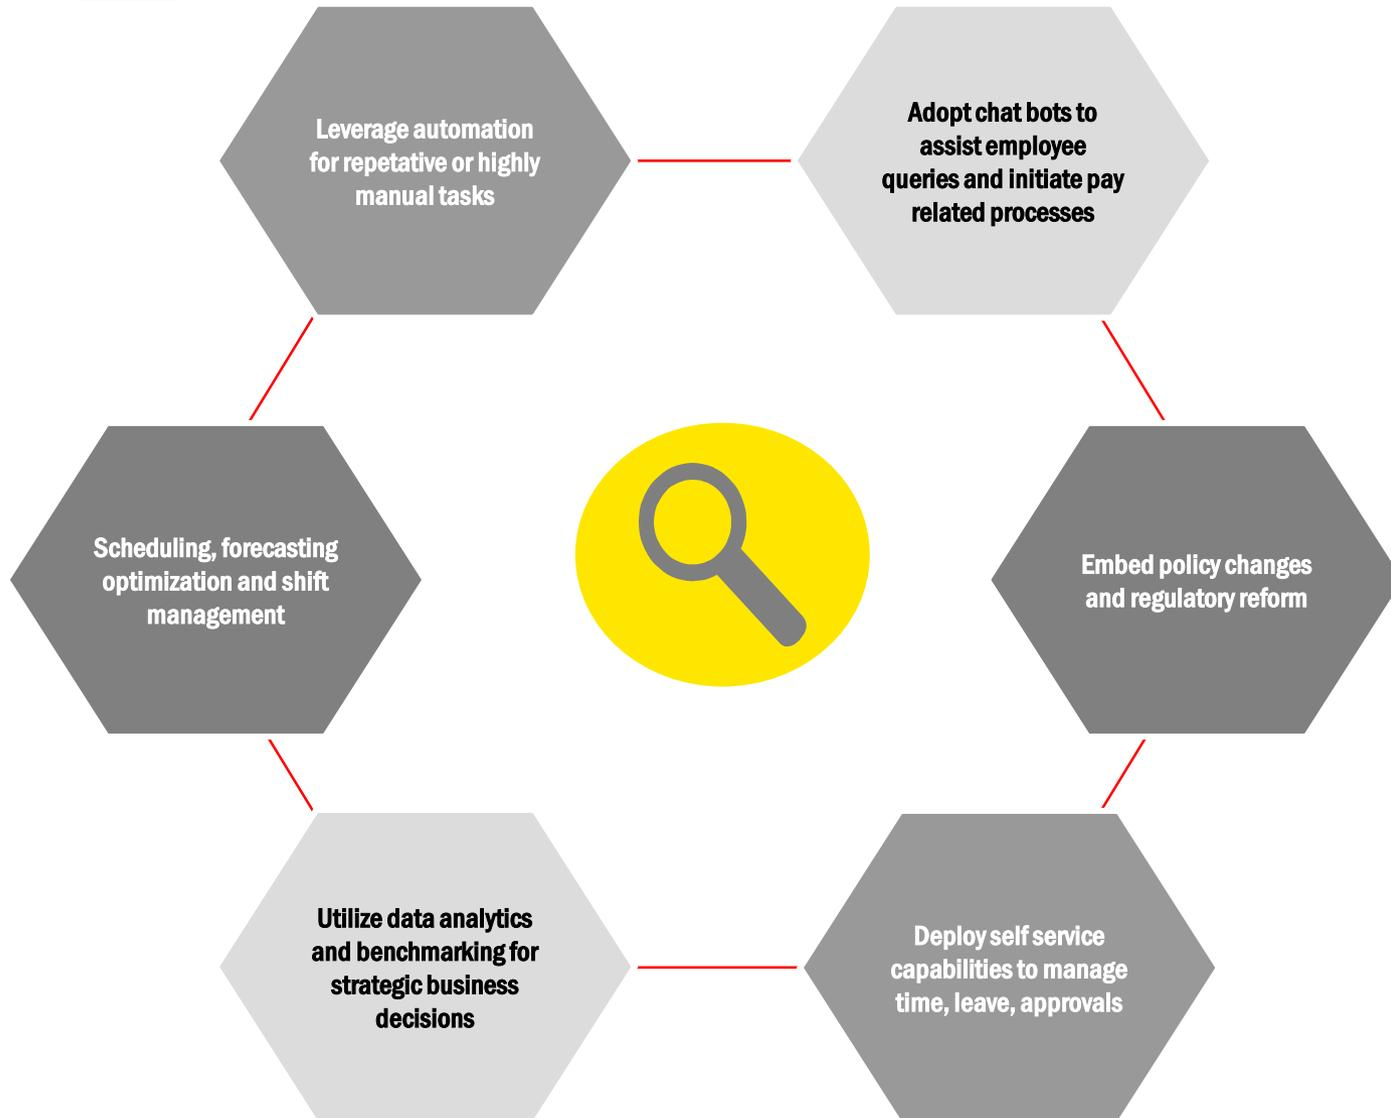 Leverage automation
for repetative or highly
manual tasks
Adopt chat bots to
assist employee
queries and initiate pay
related processes
Scheduling, forecasting
optimization and shift
management
Embed policy changes
and regulatory reform
Utilize data analytics
and benchmarking for
strategic business
decisions
Deploy self service
capabilities to manage
time, leave, approvals